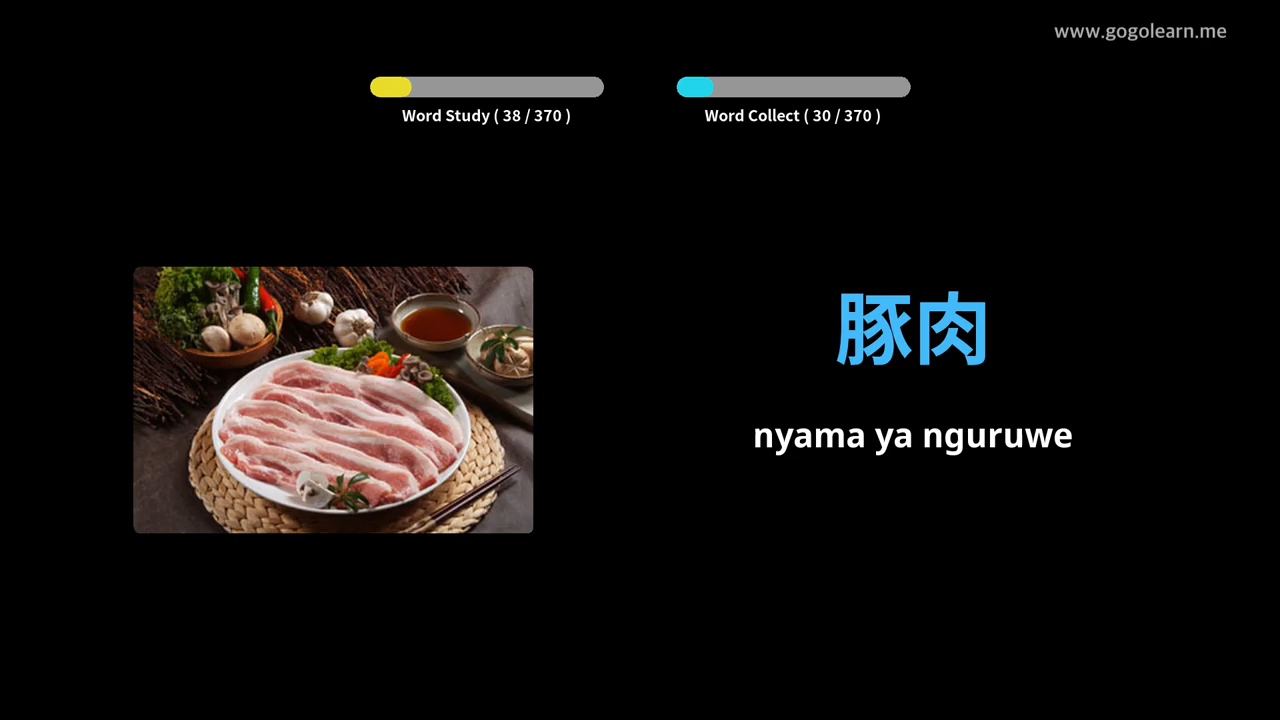 www.gogolearn.me
Word Study ( 38 / 370 )
Word Collect ( 30 / 370 )
豚肉
nyama ya nguruwe